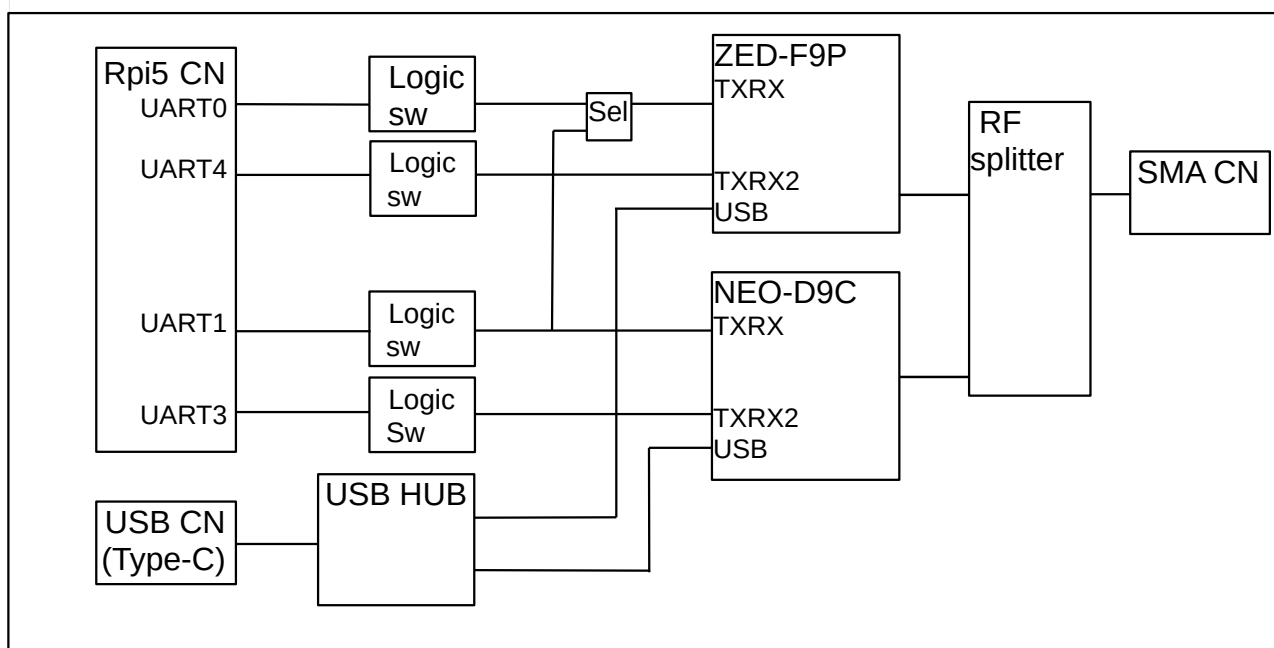 Rpi5 CN
UART0
UART4
UART1
UART3
Logic
sw
Logic
sw
Logic
sw
Logic
Sw
Sel
ZED-F9P
TXRX
TXRX2
USB
NEO-D9C
TXRX
TXRX2
USB
RF
splitter
SMA CN
USB CN
(Type-C)
USB HUB